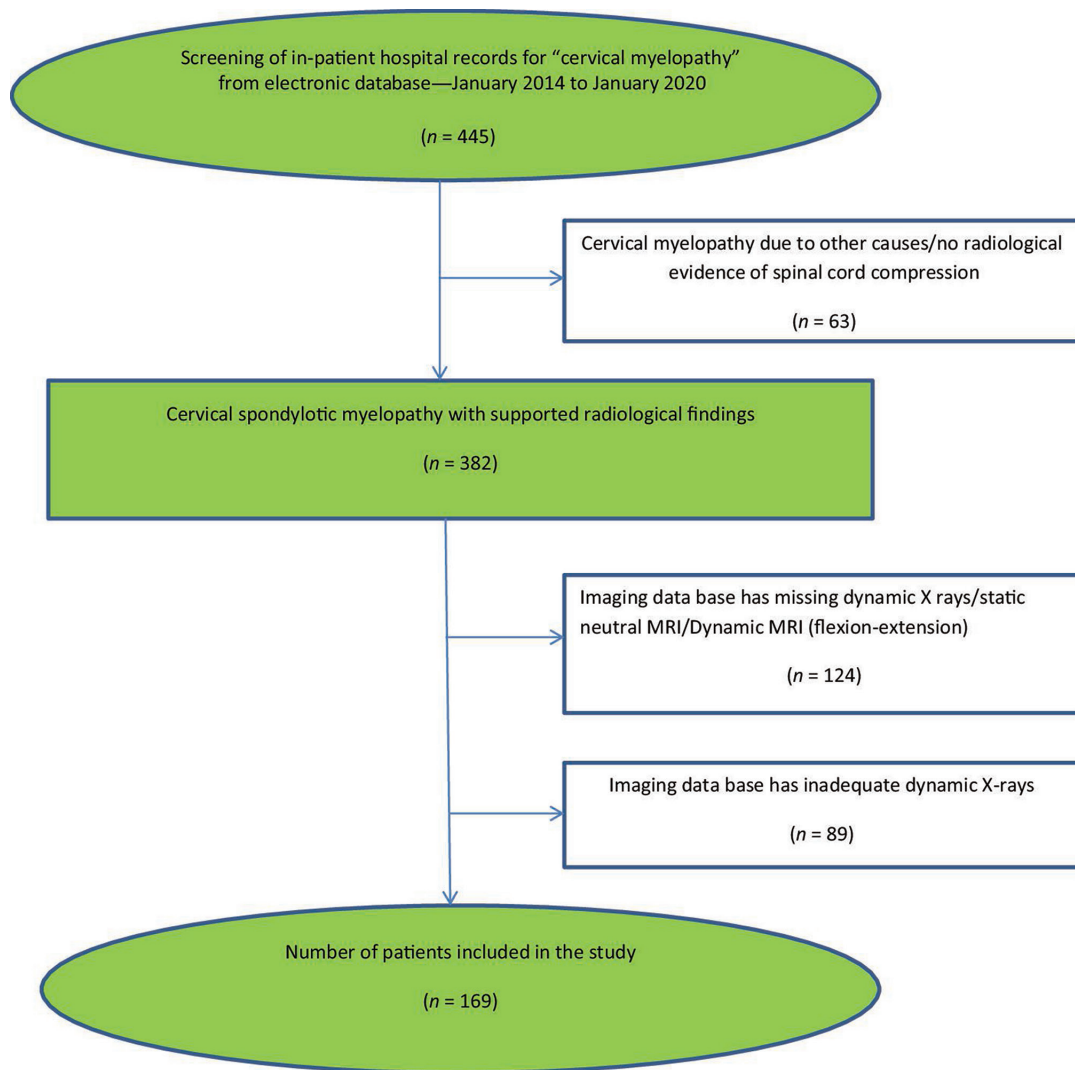 Screening of in-patient hospital records for “cervical myelopathy”
from electronic database—January 2014 to January 2020
(n = 445)
Cervical myelopathy due to other causes/no radiological
evidence of spinal cord compression
(n = 63)
Cervical spondylotic myelopathy with supported radiological findings
(n = 382)
Imaging data base has missing dynamic X rays/static
neutral MRI/Dynamic MRI (flexion-extension)
(n = 124)
Imaging data base has inadequate dynamic X-rays
(n = 89)
Number of patients included in the study
(n = 169)